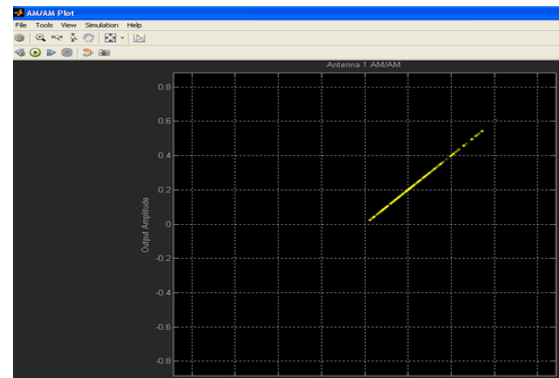 AM/AM Plot
File Tools View Simulation Help
Antenna 1 AM/AM
0.8
0.6
0.4
0.2
0
-0.2
-0.4
-0.6
-0.8
Output Amplitude